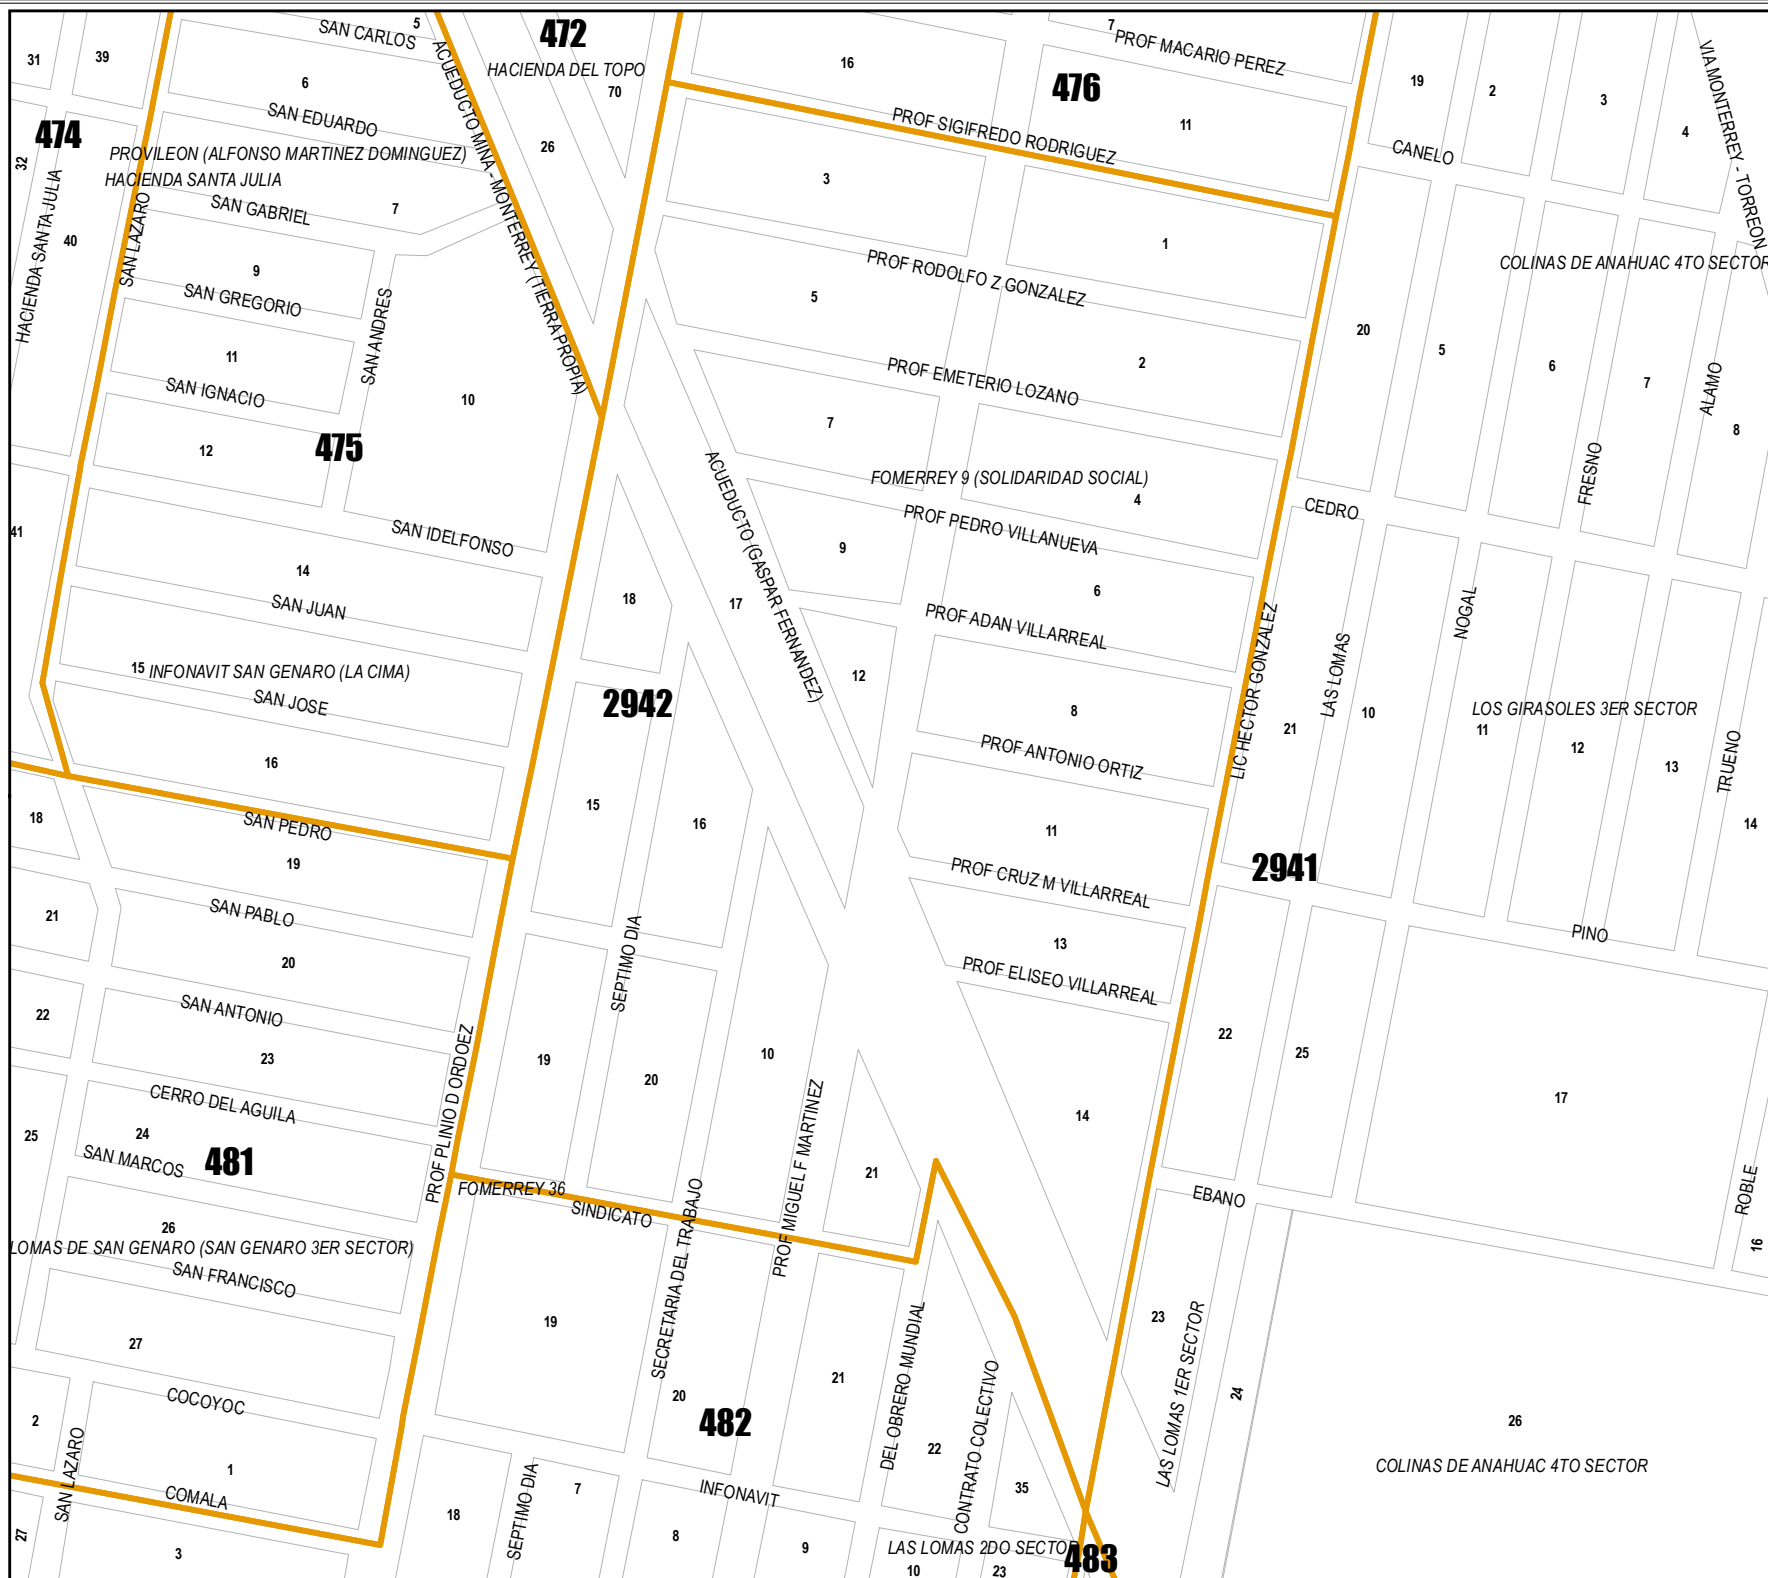 SAN CARLOS
5
472
HACIENDA DEL TOPO
70
7
PROF MACARIO PEREZ
31
39
6
16
476
19
2
3
4
VIA MONTERREY - TORREON
474
SAN EDUARDO
ACUEDUCTO MINA - MONTERREY (TIERRA PROPIA)
26
PROF SIGIFREDO RODRIGUEZ
11
CANELO
32
PROVILEON (ALFONSO MARTINEZ DOMINGUEZ)
HACIENDA SANTA JULIA
HACIENDA SANTA JULIA
SAN LAZARO
SAN GABRIEL
7
3
40
1
9
SAN GREGORIO
PROF RODOLFO Z GONZALEZ
COLINAS DE ANAHUAC 4TO SECTOR
5
SAN ANDRES
11
SAN IGNACIO
10
20
5
6
7
ALAMO
8
2
PROF EMETERIO LOZANO
12
475
7
ACUEDUCTO (GASPAR FERNANDEZ)
FOMERREY 9 (SOLIDARIDAD SOCIAL)
4
FRESNO
CEDRO
41
SAN IDELFONSO
PROF PEDRO VILLANUEVA
9
14
SAN JUAN
18
17
6
PROF ADAN VILLARREAL
NOGAL
LIC HECTOR GONZALEZ
LAS LOMAS
15
INFONAVIT SAN GENARO (LA CIMA)
SAN JOSE
2942
12
8
21
10
LOS GIRASOLES 3ER SECTOR
11
12
13
TRUENO
14
16
PROF ANTONIO ORTIZ
18
SAN PEDRO
15
16
11
19
2941
PROF CRUZ M VILLARREAL
21
SAN PABLO
SEPTIMO DIA
13
PINO
20
PROF ELISEO VILLARREAL
22
SAN ANTONIO
23
19
20
10
22
25
PROF PLINIO D ORDOEZ
CERRO DEL AGUILA
PROF MIGUEL F MARTINEZ
14
17
25
24
SAN MARCOS
481
21
FOMERREY 36
SINDICATO
EBANO
ROBLE
16
26
LOMAS DE SAN GENARO (SAN GENARO 3ER SECTOR)
SAN FRANCISCO
SECRETARIA DEL TRABAJO
19
27
DEL OBRERO MUNDIAL
23
LAS LOMAS 1ER SECTOR
24
21
20
COCOYOC
CONTRATO COLECTIVO
2
482
22
26
SAN LAZARO
1
COMALA
SEPTIMO DIA
7
INFONAVIT
35
COLINAS DE ANAHUAC 4TO SECTOR
18
27
3
8
9
LAS LOMAS 2DO SECTOR
483
10
23